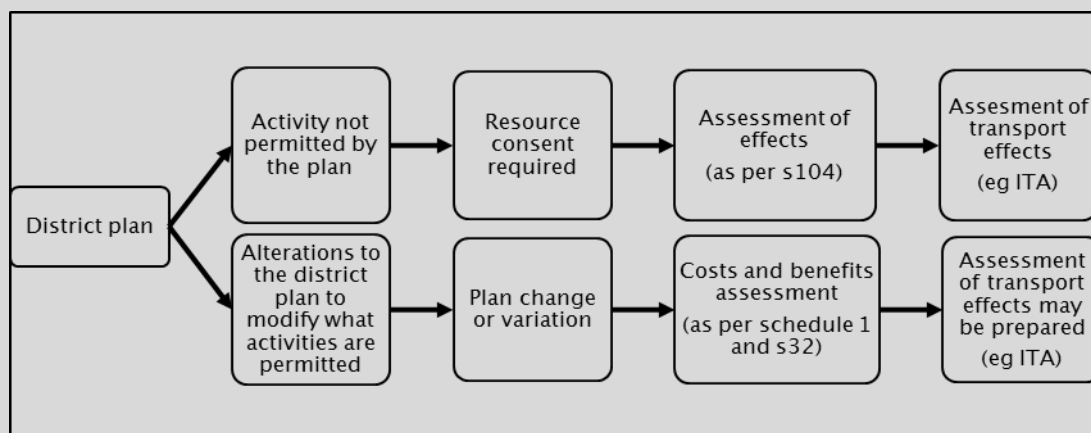 District plan
Activity not
permitted by
the plan
Resource
consent
required
Assessment of
effects
(as per s104)
Assesment of
transport
effects
(eg ITA)
Alterations to
the district
plan to
modify what
activities are
permitted
Plan change
or variation
Costs and benefits
assessment
(as per schedule 1
and s32)
Assessment
of transport
effects may
be prepared
(eg ITA)